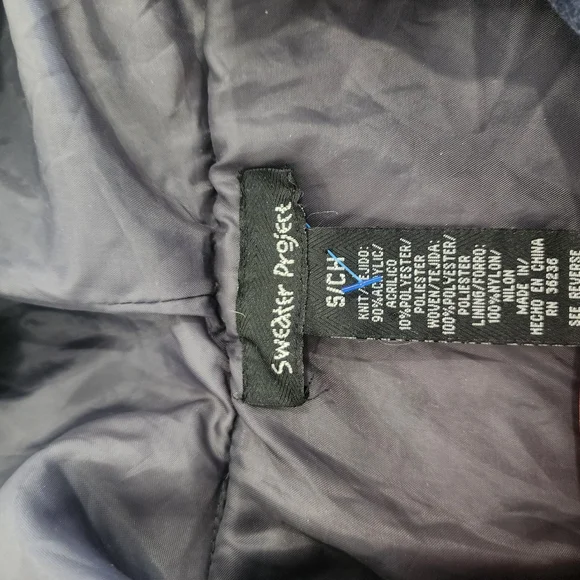 Sweater Project
S/CH
KNIT/TEJIDO:
90%ACRYLIC/
ACRILICO
10%POLYESTER/
POLIESTER
WOVEN/TEJIDA:
100%POLYESTER/
POLIESTER
LINING/FORRO:
100%NYLON/
NILON
MADE IN/
HECHO EN CHINA
RN 36236
SEE REVERSE